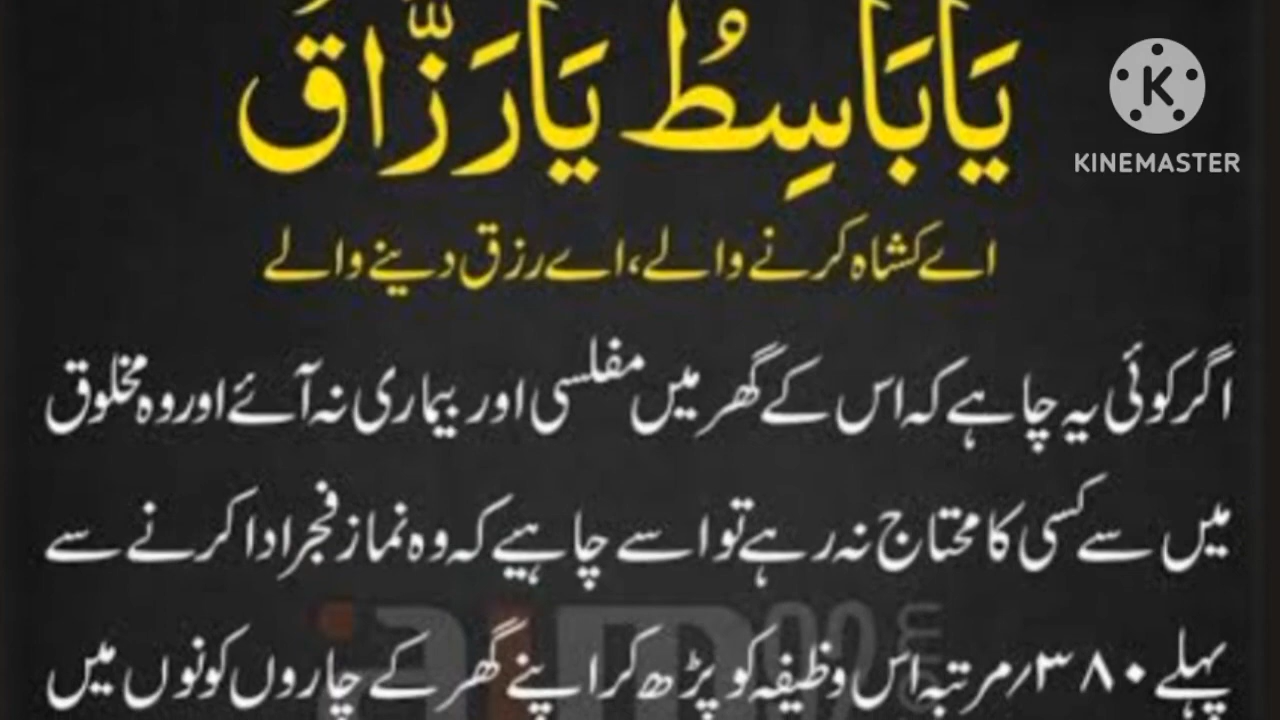 یَابَاسِطُ یَارَزَّاقُ
KINEMASTER
اے کشاہ کرنے والے، اے رزق دینے والے
اگر کوئی یہ چاہے کہ اس کے گھر میں مفلسی اور بیماری نہ آئے اور وہ مخلوق
میں سے کسی کا محتاج نہ رہے تو اسے چاہیے کہ وہ نماز فجر ادا کرنے سے
پہلے ۳۸۰؍ مرتبہ اس وظیفہ کو پڑھ کر اپنے گھر کے چاروں کونوں میں